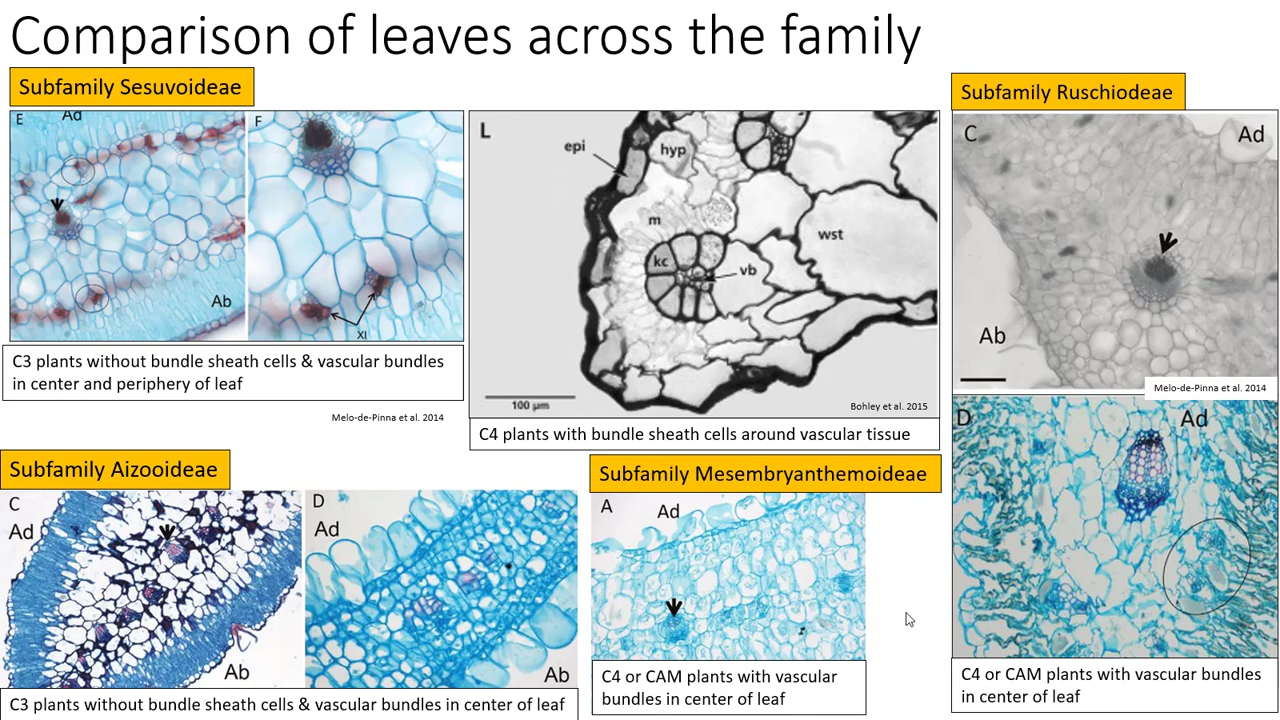 Comparison of leaves across the family
Subfamily Sesuvoideae
E
Ad
F
Ab
XI
C3 plants without bundle sheath cells & vascular bundles
in center and periphery of leaf
Melo-de-Pinna et al. 2014
L
epi
hyp
m
wst
kc
vb
100 µm
Bohley et al. 2015
C4 plants with bundle sheath cells around vascular tissue
Subfamily Ruschiodeae
C
Ad
Ab
Melo-de-Pinna et al. 2014
D
Ad
C4 or CAM plants with vascular bundles
in center of leaf
Subfamily Aizooideae
C
Ad
Ab
D
Ad
Ab
C3 plants without bundle sheath cells & vascular bundles in center of leaf
Subfamily Mesembryanthemoideae
A
Ad
C4 or CAM plants with vascular
bundles in center of leaf